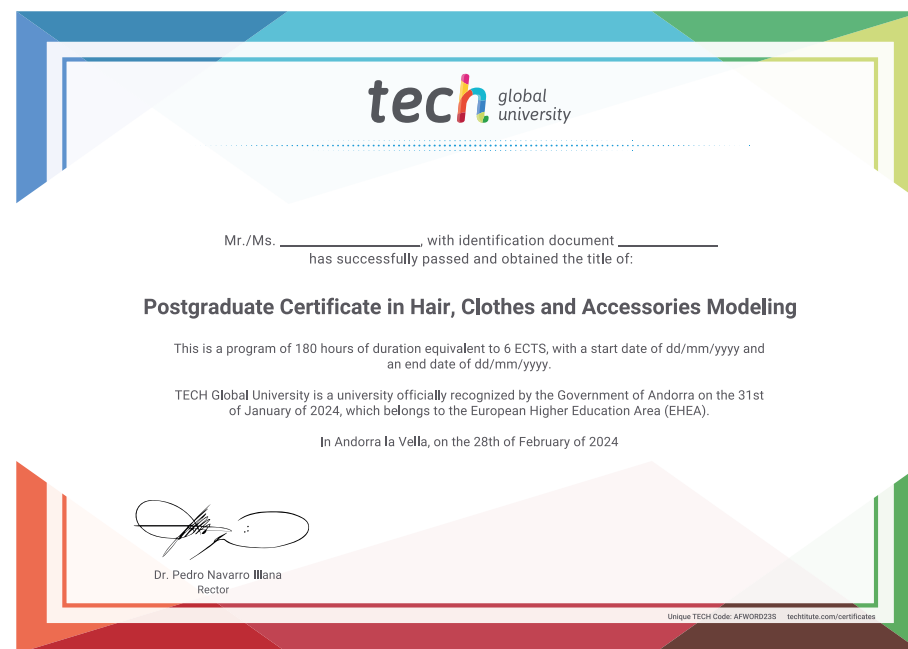 tech global
university
Mr./Ms. ____________________, with identification document ______________
has successfully passed and obtained the title of:
Postgraduate Certificate in Hair, Clothes and Accessories Modeling
This is a program of 180 hours of duration equivalent to 6 ECTS, with a start date of dd/mm/yyyy and
an end date of dd/mm/yyyy.
TECH Global University is a university officially recognized by the Government of Andorra on the 31st
of January of 2024, which belongs to the European Higher Education Area (EHEA).
In Andorra la Vella, on the 28th of February of 2024
Dr. Pedro Navarro Illana
Rector
Unique TECH Code: AFWORD23S techtitute.com/certificates